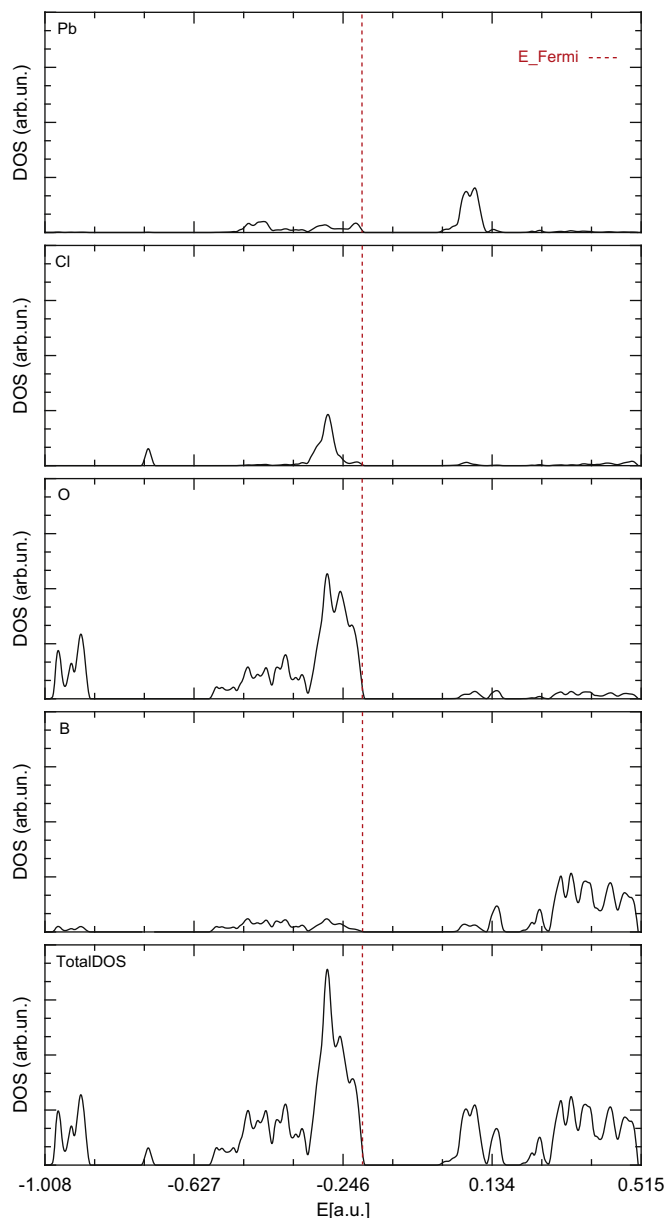 Pb
E_Fermi
DOS (arb.un.)
Cl
DOS (arb.un.)
O
DOS (arb.un.)
B
DOS (arb.un.)
TotalDOS
DOS (arb.un.)
-1.008 -0.627 -0.246 0.134 0.515
E[a.u.]